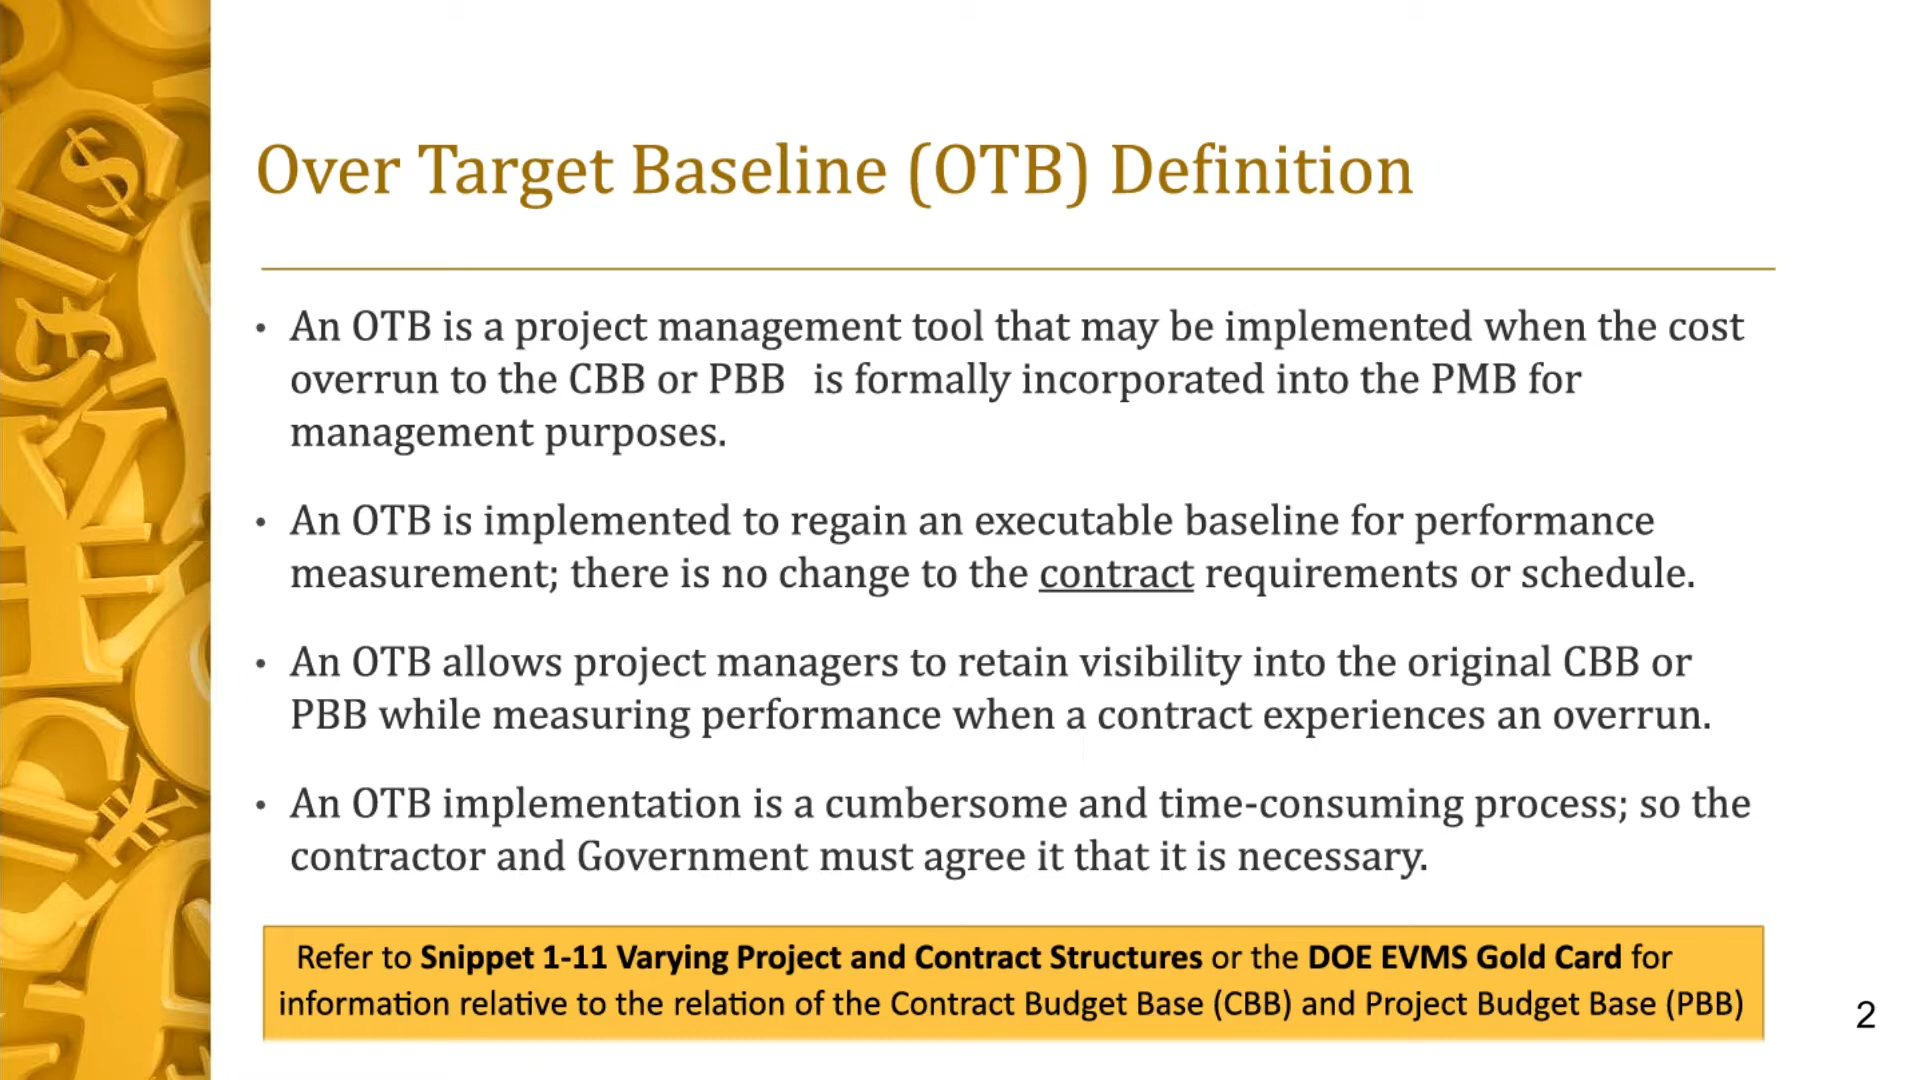 Over Target Baseline (OTB) Definition
• An OTB is a project management tool that may be implemented when the cost
overrun to the CBB or PBB is formally incorporated into the PMB for
management purposes.
• An OTB is implemented to regain an executable baseline for performance
measurement; there is no change to the contract requirements or schedule.
• An OTB allows project managers to retain visibility into the original CBB or
PBB while measuring performance when a contract experiences an overrun.
• An OTB implementation is a cumbersome and time-consuming process; so the
contractor and Government must agree it that it is necessary.
Refer to Snippet 1-11 Varying Project and Contract Structures or the DOE EVMS Gold Card for
information relative to the relation of the Contract Budget Base (CBB) and Project Budget Base (PBB)
2